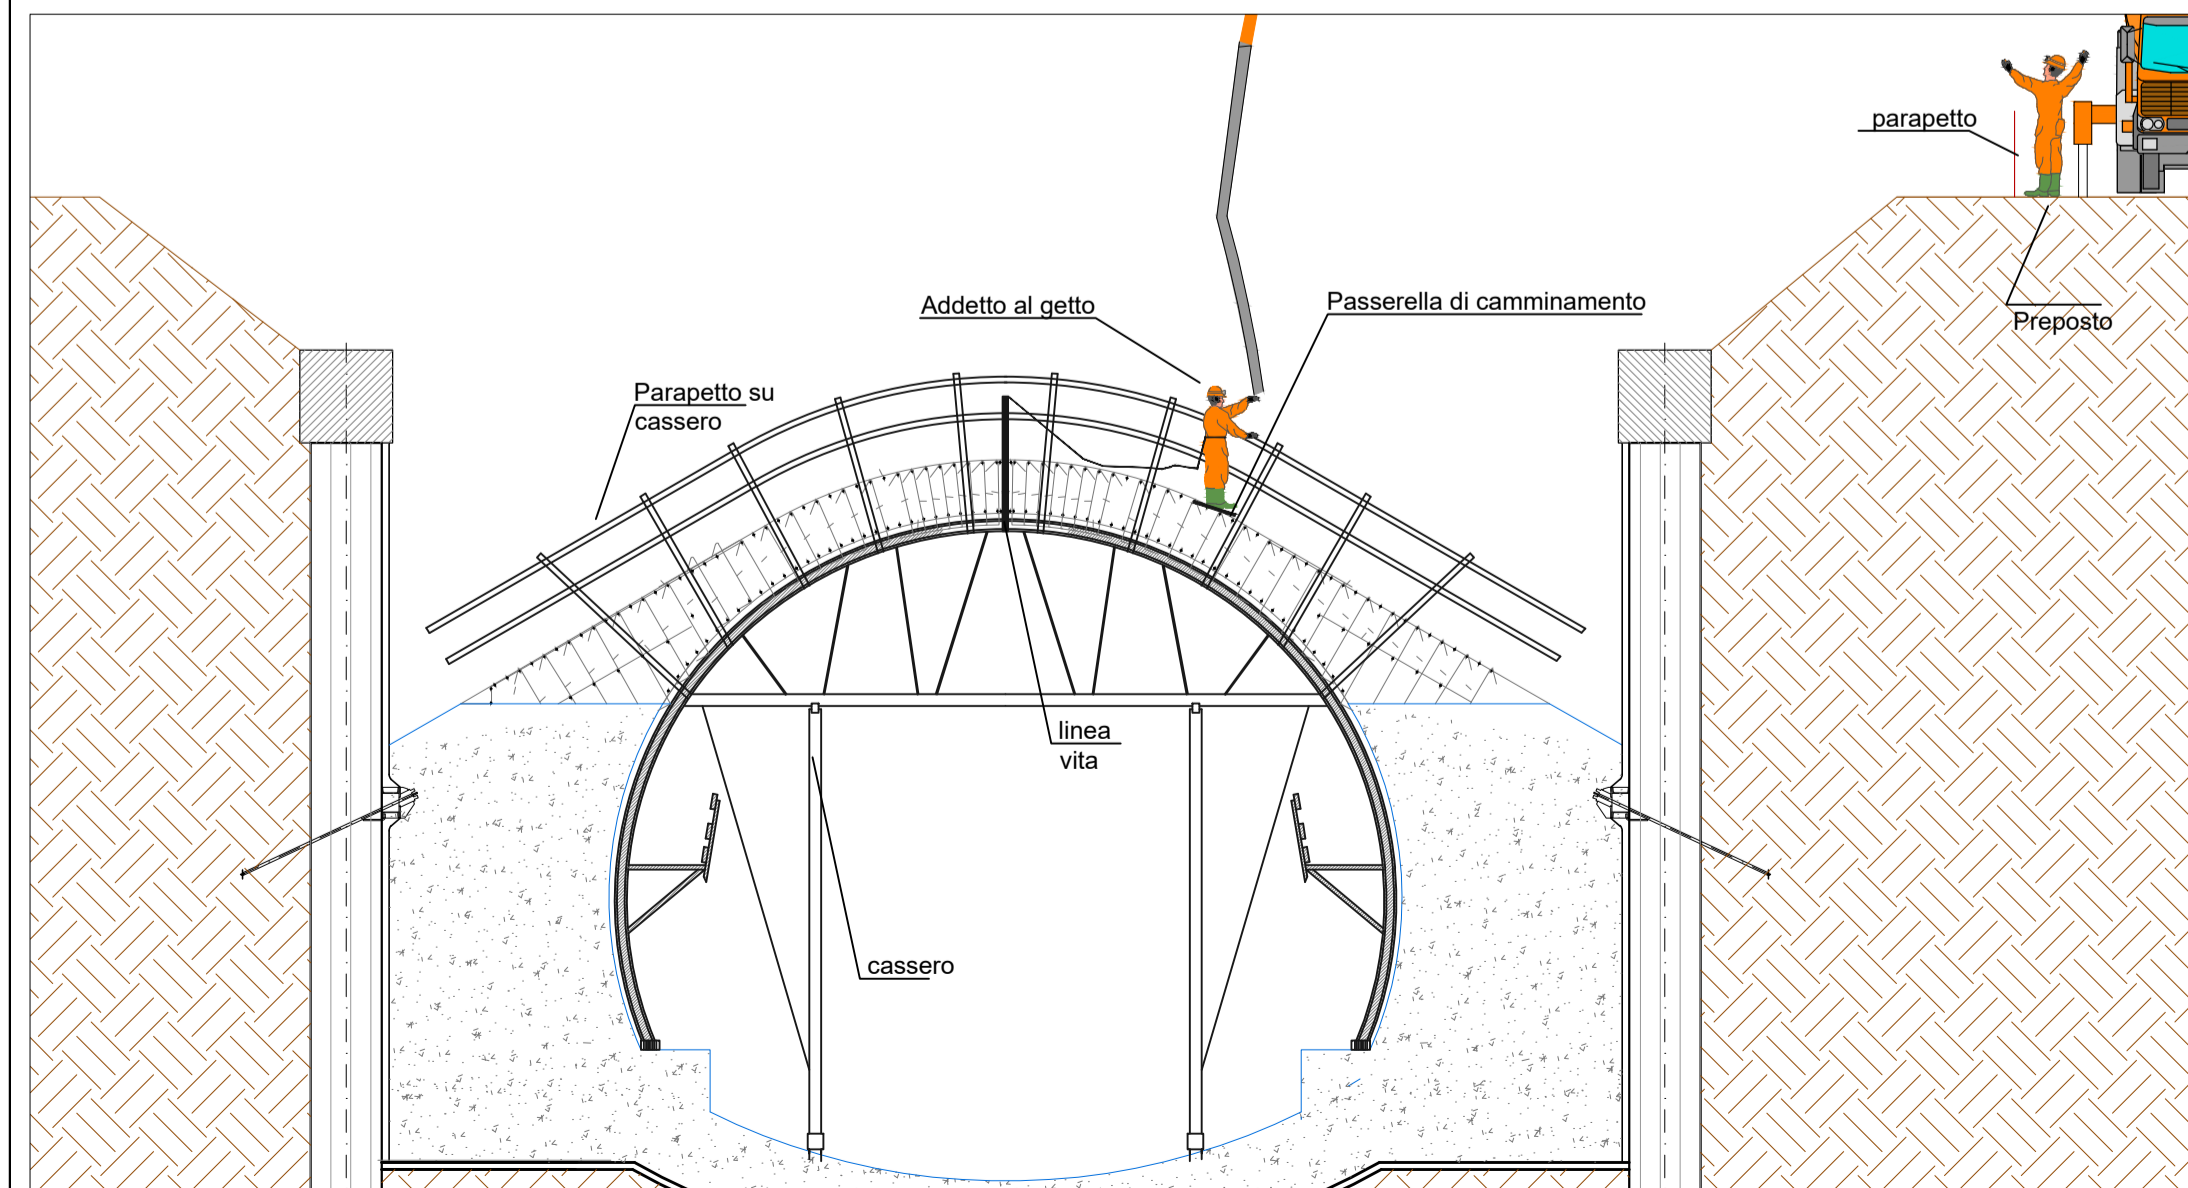 parapetto
Addetto al getto
Passerella di camminamento
Preposto
Parapetto su
cassero
linea
vita
cassero